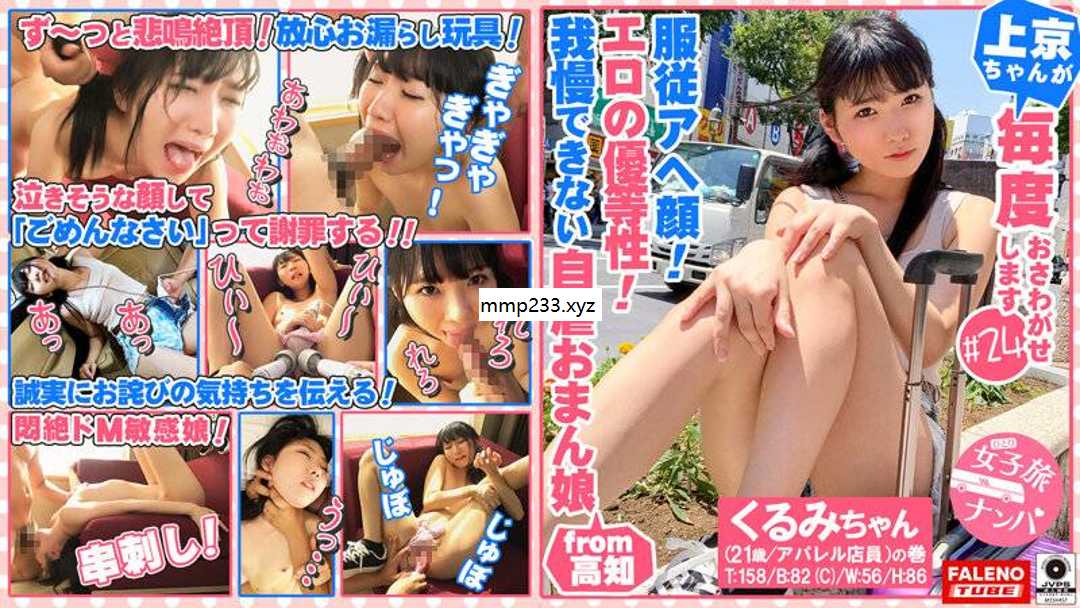 ず〜っと悲鳴絶頂!放心お漏らし玩具!
あわぉわぉ
ぎゃぎゃぎゃっ!
泣きそうな顔して
「ごめんなさい」って謝罪する!!
あっ
あっ
ひぃ〜
ひぃ〜
れろ
誠実にお詫びの気持ちを伝える!
悶絶ドM敏感娘!
串刺し!
うっ…
じゅぽ
じゅぽ
mmp233.xyz
上京ちゃんが
毎度
おさわがせ
します。
#24
服従アヘ顔!
エロの優等性!
我慢できない自虐おまん娘
from
高知
くるみちゃん
(21歳/アパレル店員)の巻
T:158/B:82(C)/W:56/H:86
ひとり
女子旅
ナンパ
FALENO
TUBE
JVPS